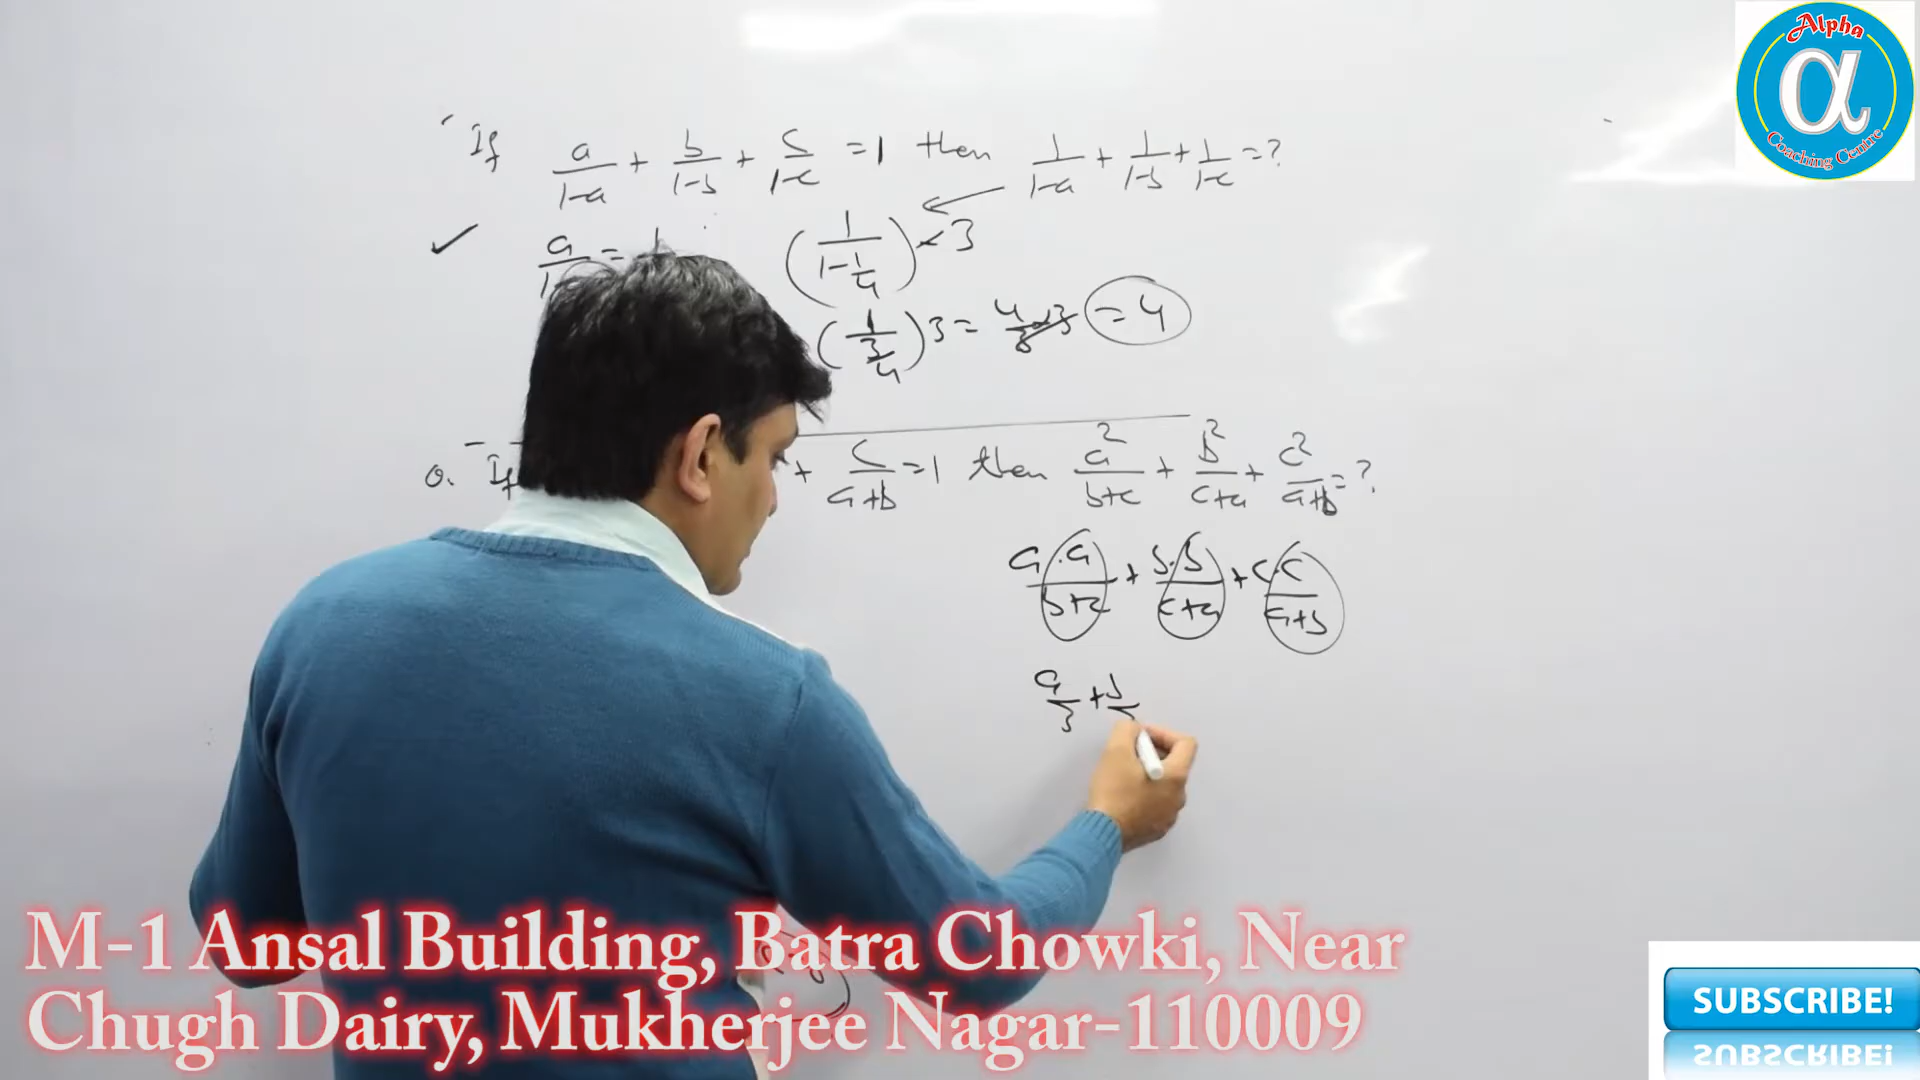 Alpha
α
Coaching Centre
If a/(1-a) + b/(1-b) + c/(1-c) = 1 then 1/(1-a) + 1/(1-b) + 1/(1-c) = ?
(1/(1-1/4)) × 3
(1/(3/4)) 3 = 4/3 × 3 = 4
Q. If + c/(a+b) = 1 then a²/(b+c) + b²/(c+a) + c²/(a+b) = ?
a.a/(b+c) + b.b/(c+a) + c.c/(a+b)
a/3 + b/
M-1 Ansal Building, Batra Chowki, Near
Chugh Dairy, Mukherjee Nagar-110009
SUBSCRIBE!